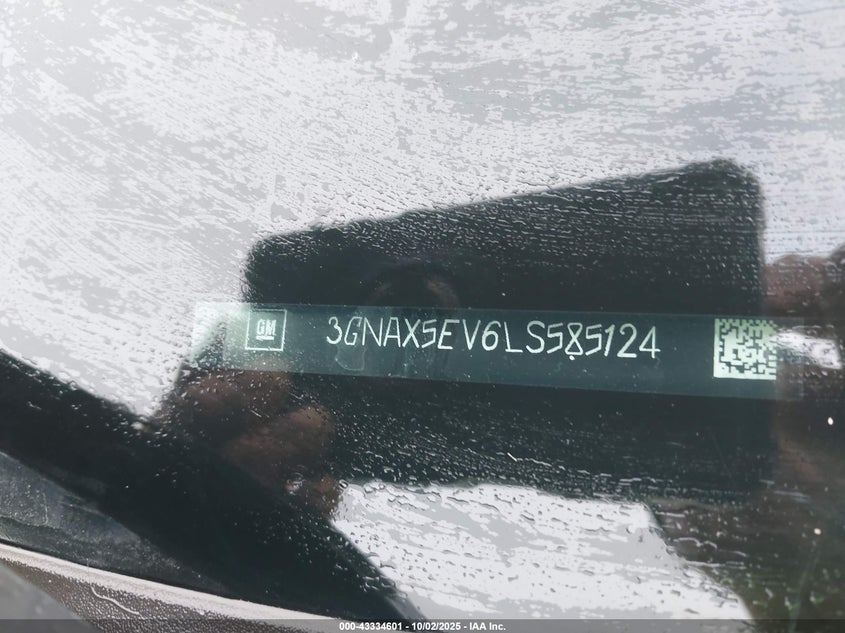 GM
3GNAX5EV6LS585124
000-43334601 - 10/02/2025 - IAA Inc.